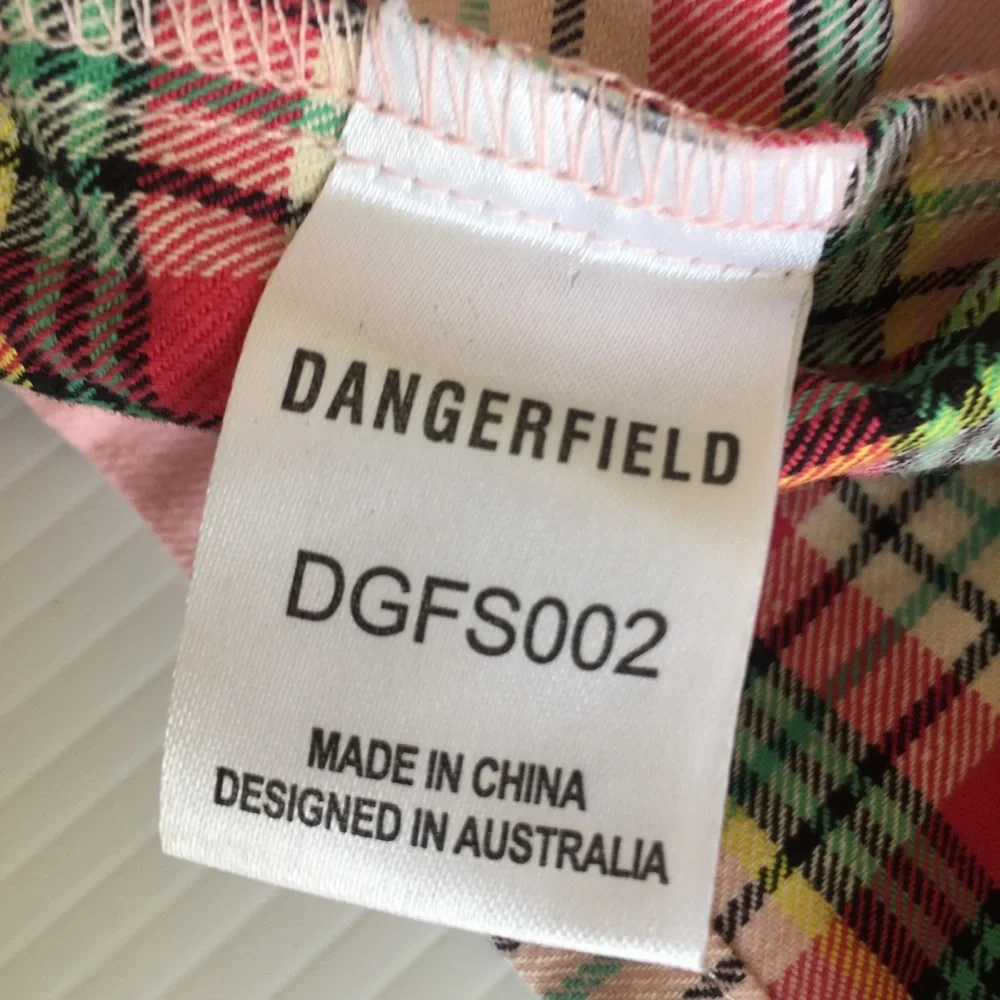 DANGERFIELD
DGFS002
MADE IN CHINA
DESIGNED IN AUSTRALIA